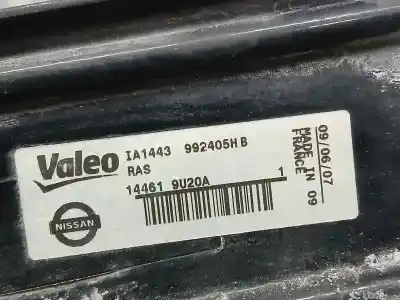 Valeo
IA1443 992405H B
RAS
14461 9U20A 1
NISSAN
09/06/07
MADE IN 09
FRANCE